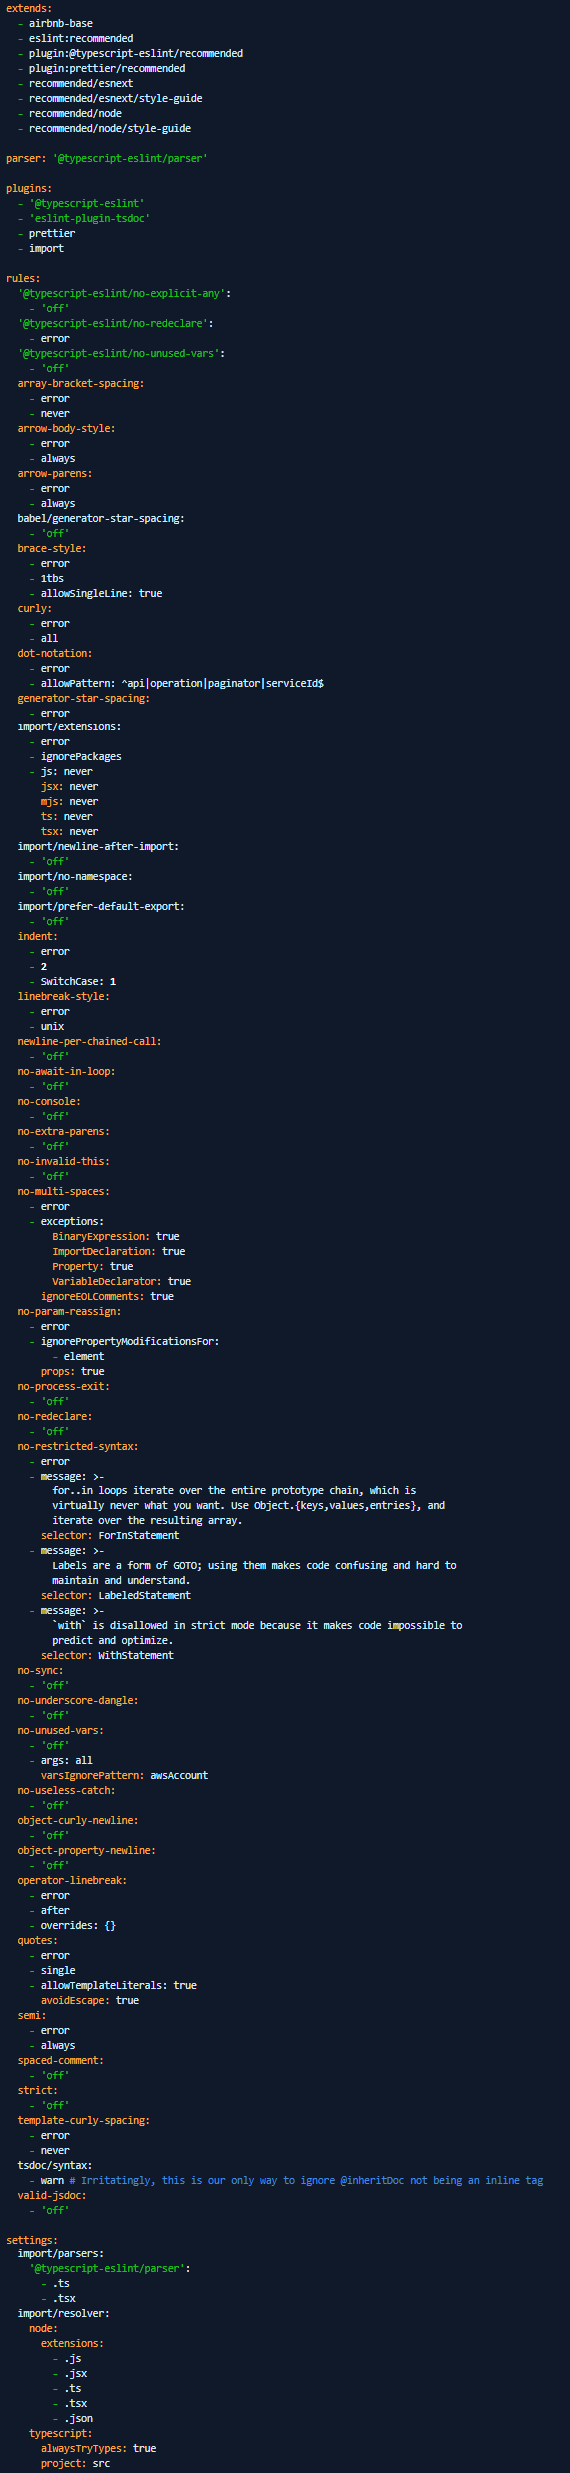 extends:
  - airbnb-base
  - eslint:recommended
  - plugin:@typescript-eslint/recommended
  - plugin:prettier/recommended
  - recommended/esnext
  - recommended/esnext/style-guide
  - recommended/node
  - recommended/node/style-guide

parser: '@typescript-eslint/parser'

plugins:
  - '@typescript-eslint'
  - 'eslint-plugin-tsdoc'
  - prettier
  - import

rules:
  '@typescript-eslint/no-explicit-any':
    - 'off'
  '@typescript-eslint/no-redeclare':
    - error
  '@typescript-eslint/no-unused-vars':
    - 'off'
  array-bracket-spacing:
    - error
    - never
  arrow-body-style:
    - error
    - always
  arrow-parens:
    - error
    - always
  babel/generator-star-spacing:
    - 'off'
  brace-style:
    - error
    - 1tbs
    - allowSingleLine: true
  curly:
    - error
    - all
  dot-notation:
    - error
    - allowPattern: ^api|operation|paginator|serviceId$
  generator-star-spacing:
    - error
  import/extensions:
    - error
    - ignorePackages
    - js: never
      jsx: never
      mjs: never
      ts: never
      tsx: never
  import/newline-after-import:
    - 'off'
  import/no-namespace:
    - 'off'
  import/prefer-default-export:
    - 'off'
  indent:
    - error
    - 2
    - SwitchCase: 1
  linebreak-style:
    - error
    - unix
  newline-per-chained-call:
    - 'off'
  no-await-in-loop:
    - 'off'
  no-console:
    - 'off'
  no-extra-parens:
    - 'off'
  no-invalid-this:
    - 'off'
  no-multi-spaces:
    - error
    - exceptions:
        BinaryExpression: true
        ImportDeclaration: true
        Property: true
        VariableDeclarator: true
      ignoreEOLComments: true
  no-param-reassign:
    - error
    - ignorePropertyModificationsFor:
        - element
      props: true
  no-process-exit:
    - 'off'
  no-redeclare:
    - 'off'
  no-restricted-syntax:
    - error
    - message: >-
        for..in loops iterate over the entire prototype chain, which is
        virtually never what you want. Use Object.{keys,values,entries}, and
        iterate over the resulting array.
      selector: ForInStatement
    - message: >-
        Labels are a form of GOTO; using them makes code confusing and hard to
        maintain and understand.
      selector: LabeledStatement
    - message: >-
        `with` is disallowed in strict mode because it makes code impossible to
        predict and optimize.
      selector: WithStatement
  no-sync:
    - 'off'
  no-underscore-dangle:
    - 'off'
  no-unused-vars:
    - 'off'
    - args: all
      varsIgnorePattern: awsAccount
  no-useless-catch:
    - 'off'
  object-curly-newline:
    - 'off'
  object-property-newline:
    - 'off'
  operator-linebreak:
    - error
    - after
    - overrides: {}
  quotes:
    - error
    - single
    - allowTemplateLiterals: true
      avoidEscape: true
  semi:
    - error
    - always
  spaced-comment:
    - 'off'
  strict:
    - 'off'
  template-curly-spacing:
    - error
    - never
  tsdoc/syntax:
    - warn # Irritatingly, this is our only way to ignore @inheritDoc not being an inline tag
  valid-jsdoc:
    - 'off'

settings:
  import/parsers:
    '@typescript-eslint/parser':
      - .ts
      - .tsx
  import/resolver:
    node:
      extensions:
        - .js
        - .jsx
        - .ts
        - .tsx
        - .json
    typescript:
      alwaysTryTypes: true
      project: src